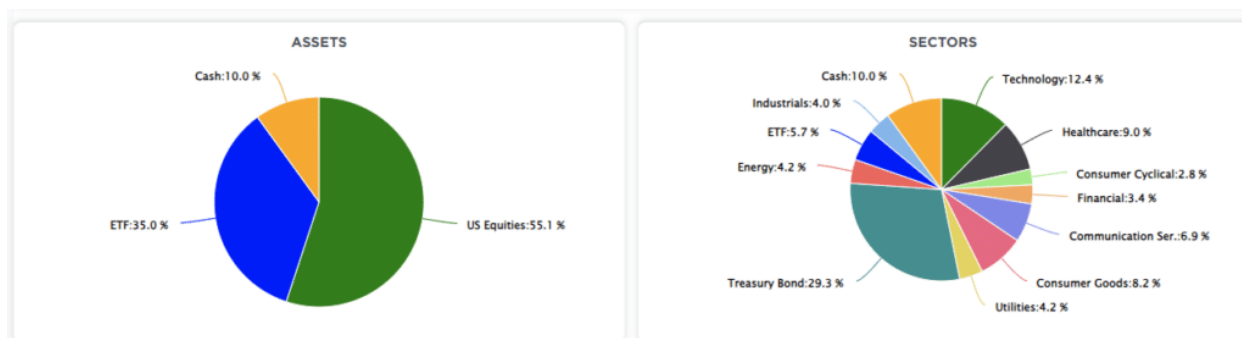 ASSETS
Cash:10.0 %
ETF:35.0 %
US Equities:55.1 %
SECTORS
Cash:10.0 %
Technology:12.4 %
Industrials:4.0 %
ETF:5.7 %
Healthcare:9.0 %
Energy:4.2 %
Consumer Cyclical:2.8 %
Financial:3.4 %
Communication Ser.:6.9 %
Treasury Bond:29.3 %
Consumer Goods:8.2 %
Utilities:4.2 %